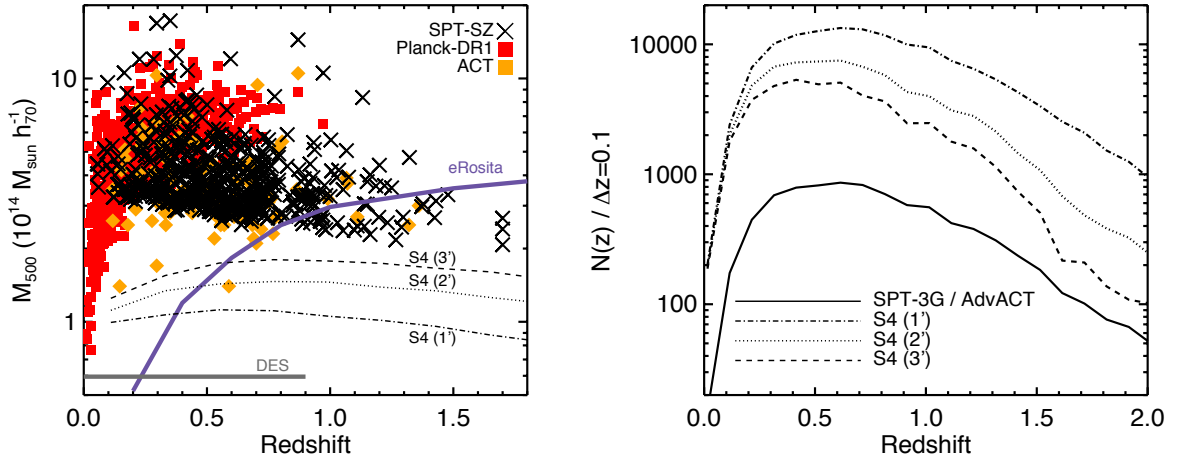 SPT-SZ
Planck-DR1
ACT
10
1
M500 (10^14 M_sun h_70^-1)
eRosita
S4 (3')
S4 (2')
S4 (1')
DES
0.0 0.5 1.0 1.5
Redshift
10000
1000
100
N(z) / Δz=0.1
SPT-3G / AdvACT
S4 (1')
S4 (2')
S4 (3')
0.0 0.5 1.0 1.5 2.0
Redshift